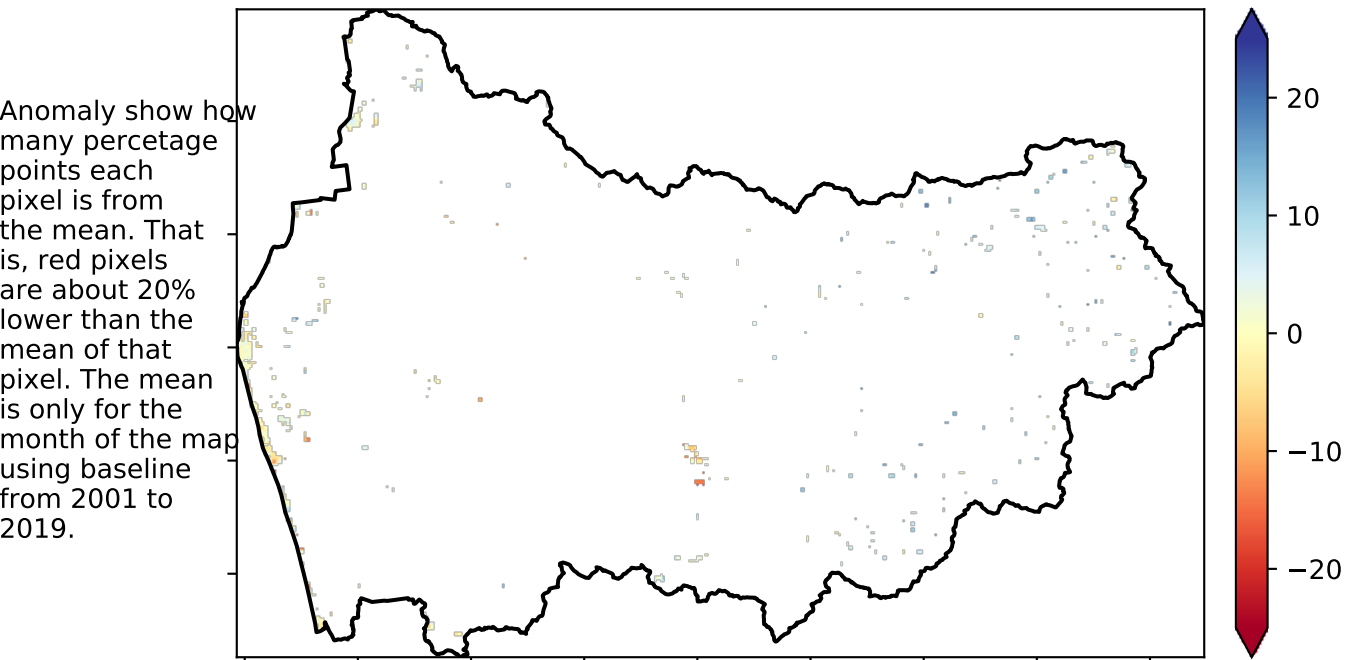 Anomaly show how
many percetage
points each
pixel is from
the mean. That
is, red pixels
are about 20%
lower than the
mean of that
pixel. The mean
is only for the
month of the map
using baseline
from 2001 to
2019.
20
10
0
−10
−20